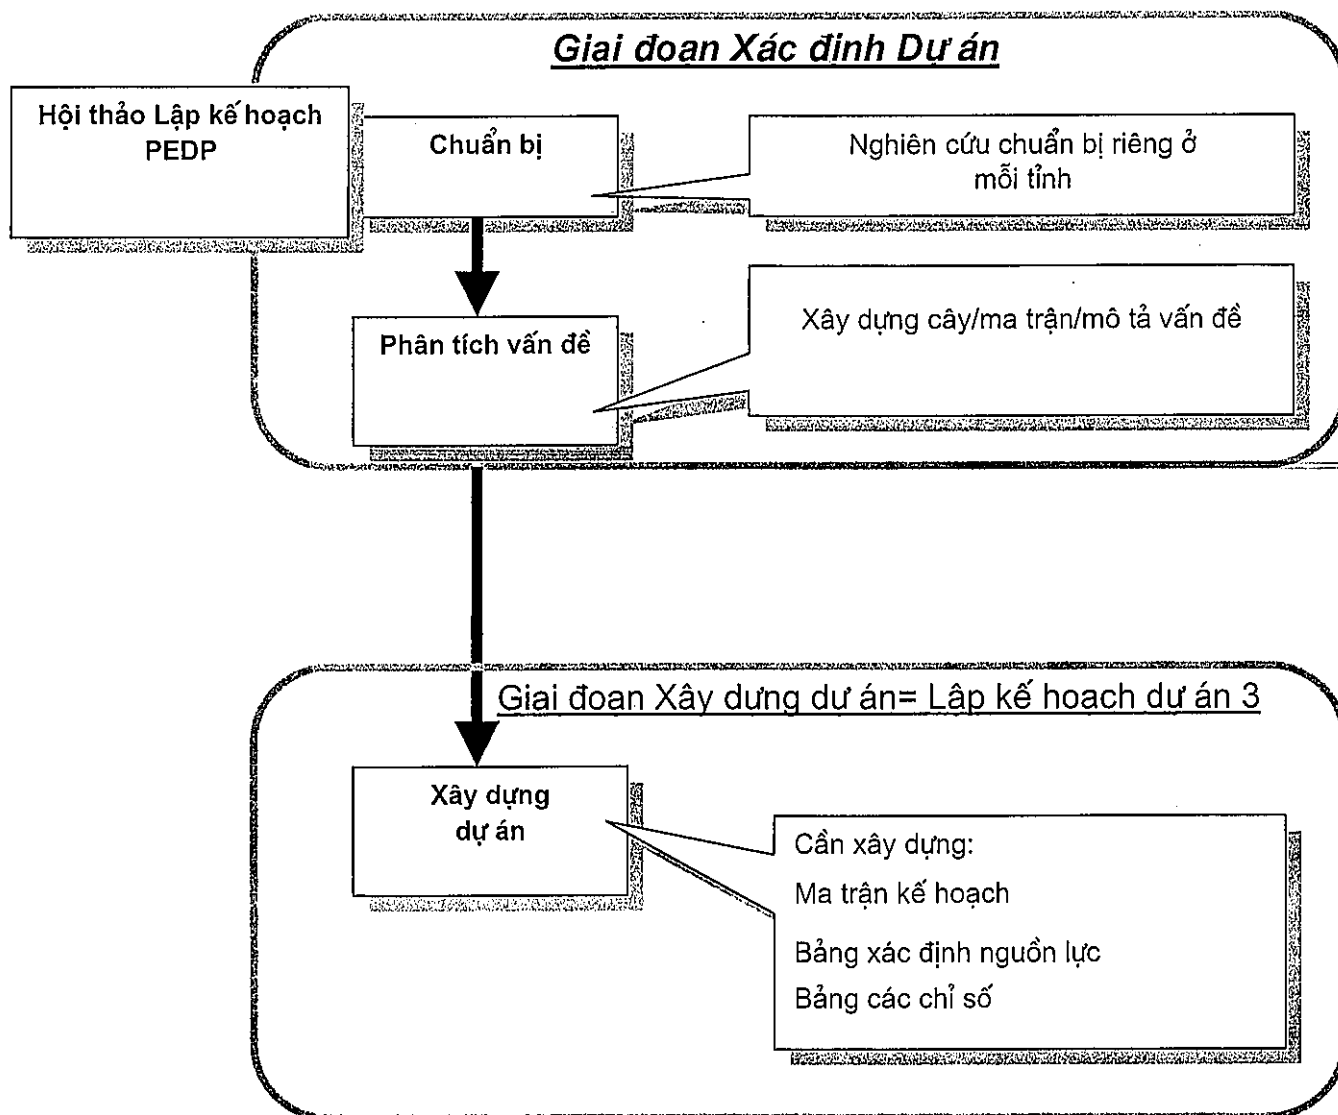 Giai đoạn Xác định Dự án
Hội thảo Lập kế hoạch
PEDP
Chuẩn bị
Nghiên cứu chuẩn bị riêng ở
mỗi tỉnh
Phân tích vấn đề
Xây dựng cây/ma trận/mô tả vấn đề
Giai đoạn Xây dựng dự án= Lập kế hoạch dự án 3
Xây dựng
dự án
Cần xây dựng:
Ma trận kế hoạch
Bảng xác định nguồn lực
Bảng các chỉ số